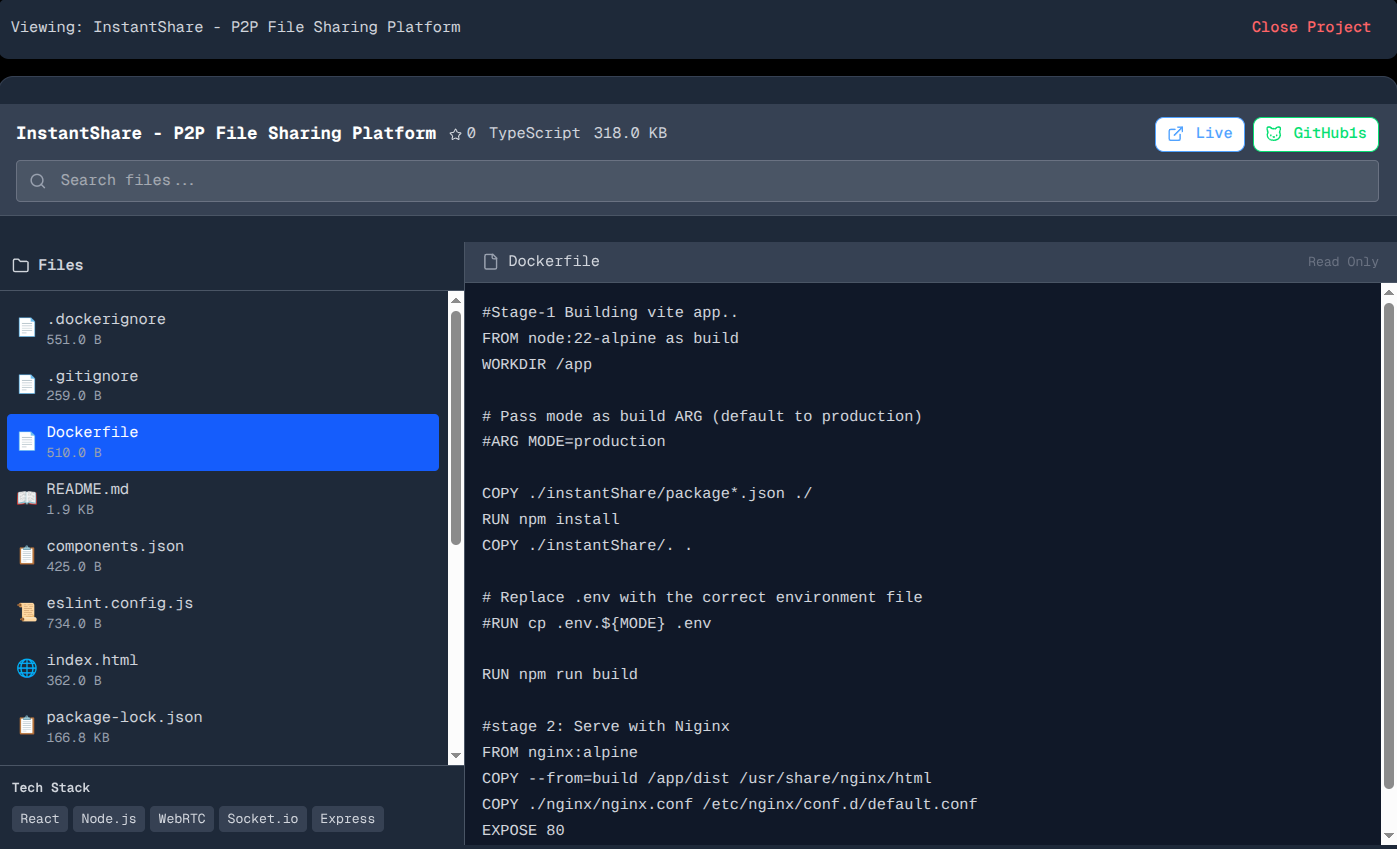 Viewing: InstantShare - P2P File Sharing Platform
Close Project
InstantShare - P2P File Sharing Platform
0
TypeScript
318.0 KB
Live
GitHub1s
Search files...
Files
.dockerignore
551.0 B
.gitignore
259.0 B
Dockerfile
510.0 B
README.md
1.9 KB
components.json
425.0 B
eslint.config.js
734.0 B
index.html
362.0 B
package-lock.json
166.8 KB
Tech Stack
React
Node.js
WebRTC
Socket.io
Express
Dockerfile
Read Only
#Stage-1 Building vite app..
FROM node:22-alpine as build
WORKDIR /app
# Pass mode as build ARG (default to production)
#ARG MODE=production
COPY ./instantShare/package*.json ./
RUN npm install
COPY ./instantShare/. .
# Replace .env with the correct environment file
#RUN cp .env.${MODE} .env
RUN npm run build
#stage 2: Serve with Niginx
FROM nginx:alpine
COPY --from=build /app/dist /usr/share/nginx/html
COPY ./nginx/nginx.conf /etc/nginx/conf.d/default.conf
EXPOSE 80